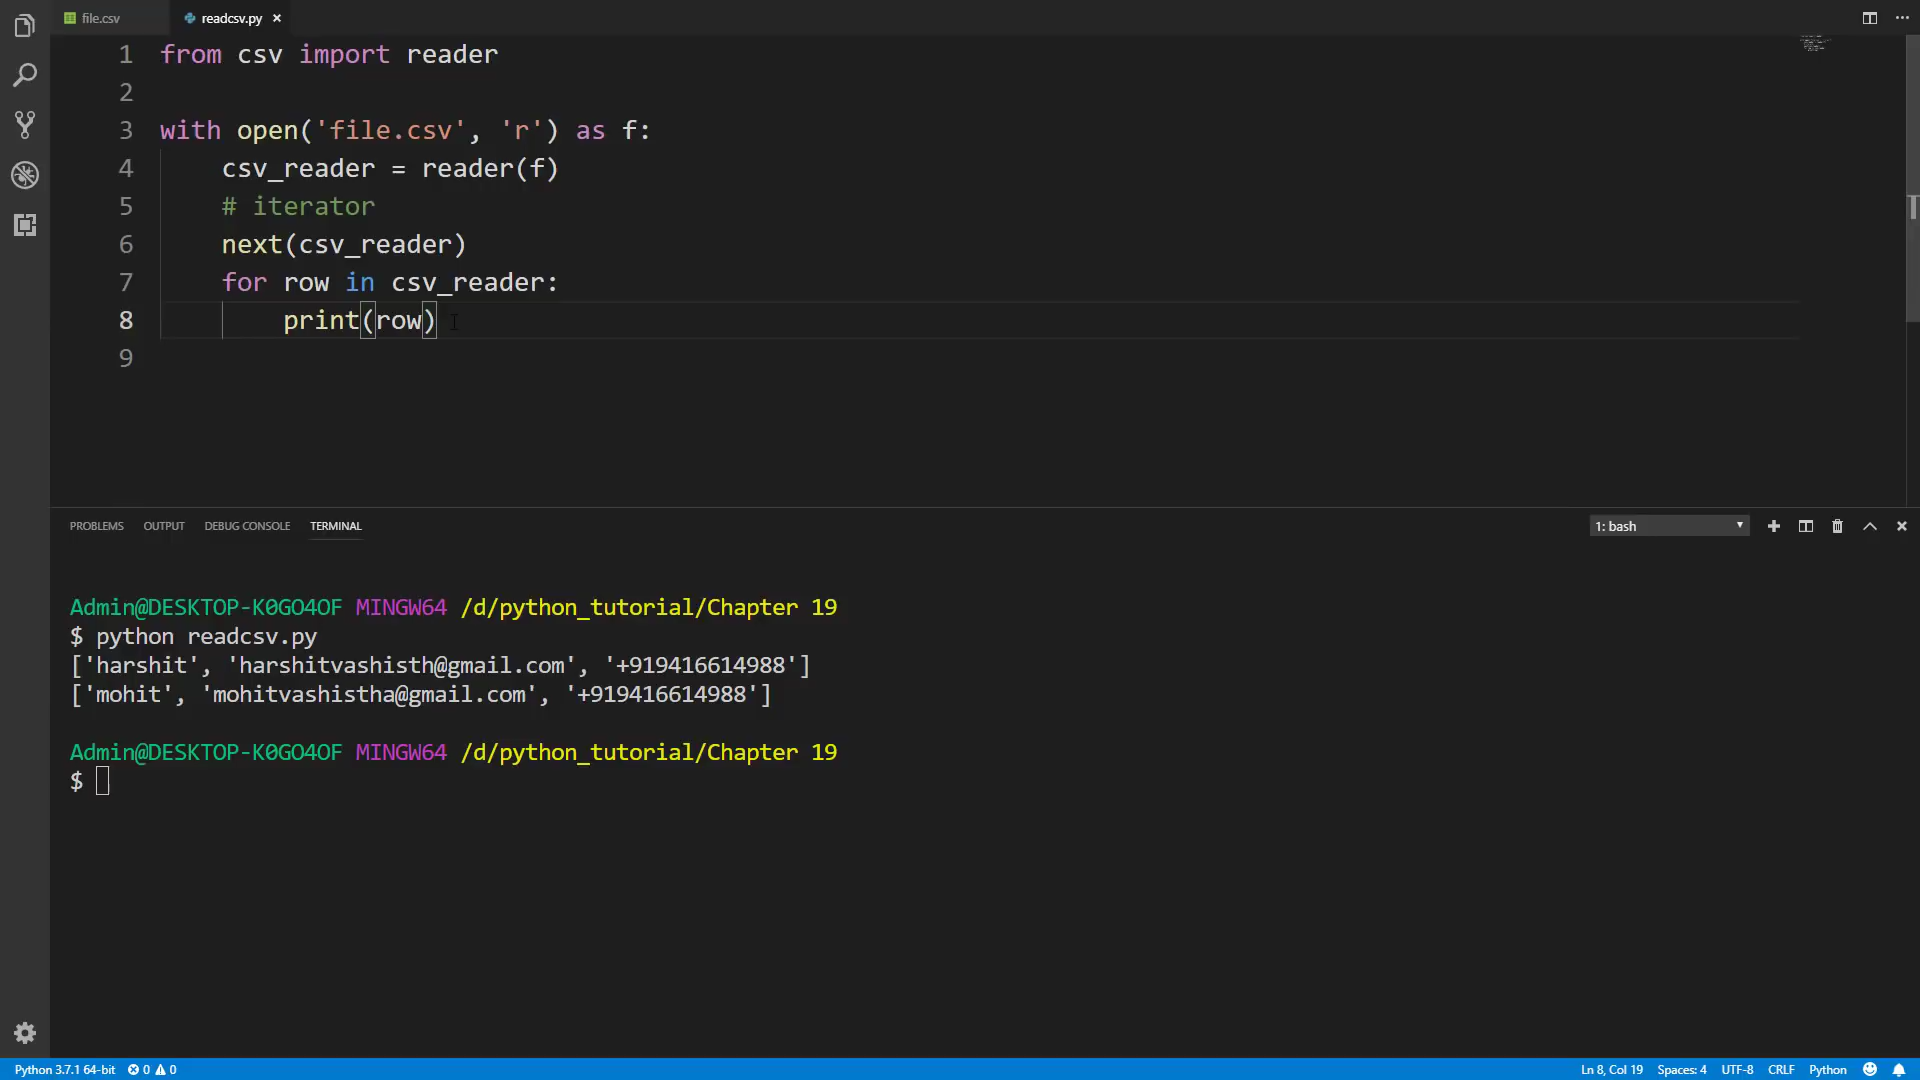 file.csv readcsv.py ×
1 from csv import reader
2
3 with open('file.csv', 'r') as f:
4 csv_reader = reader(f)
5 # iterator
6 next(csv_reader)
7 for row in csv_reader:
8 print(row)
9
PROBLEMS OUTPUT DEBUG CONSOLE TERMINAL 1: bash
Admin@DESKTOP-K0GO4OF MINGW64 /d/python_tutorial/Chapter 19
$ python readcsv.py
['harshit', 'harshitvashisth@gmail.com', '+919416614988']
['mohit', 'mohitvashistha@gmail.com', '+919416614988']
Admin@DESKTOP-K0GO4OF MINGW64 /d/python_tutorial/Chapter 19
$
Python 3.7.1 64-bit 0 0 Ln 8, Col 19 Spaces: 4 UTF-8 CRLF Python